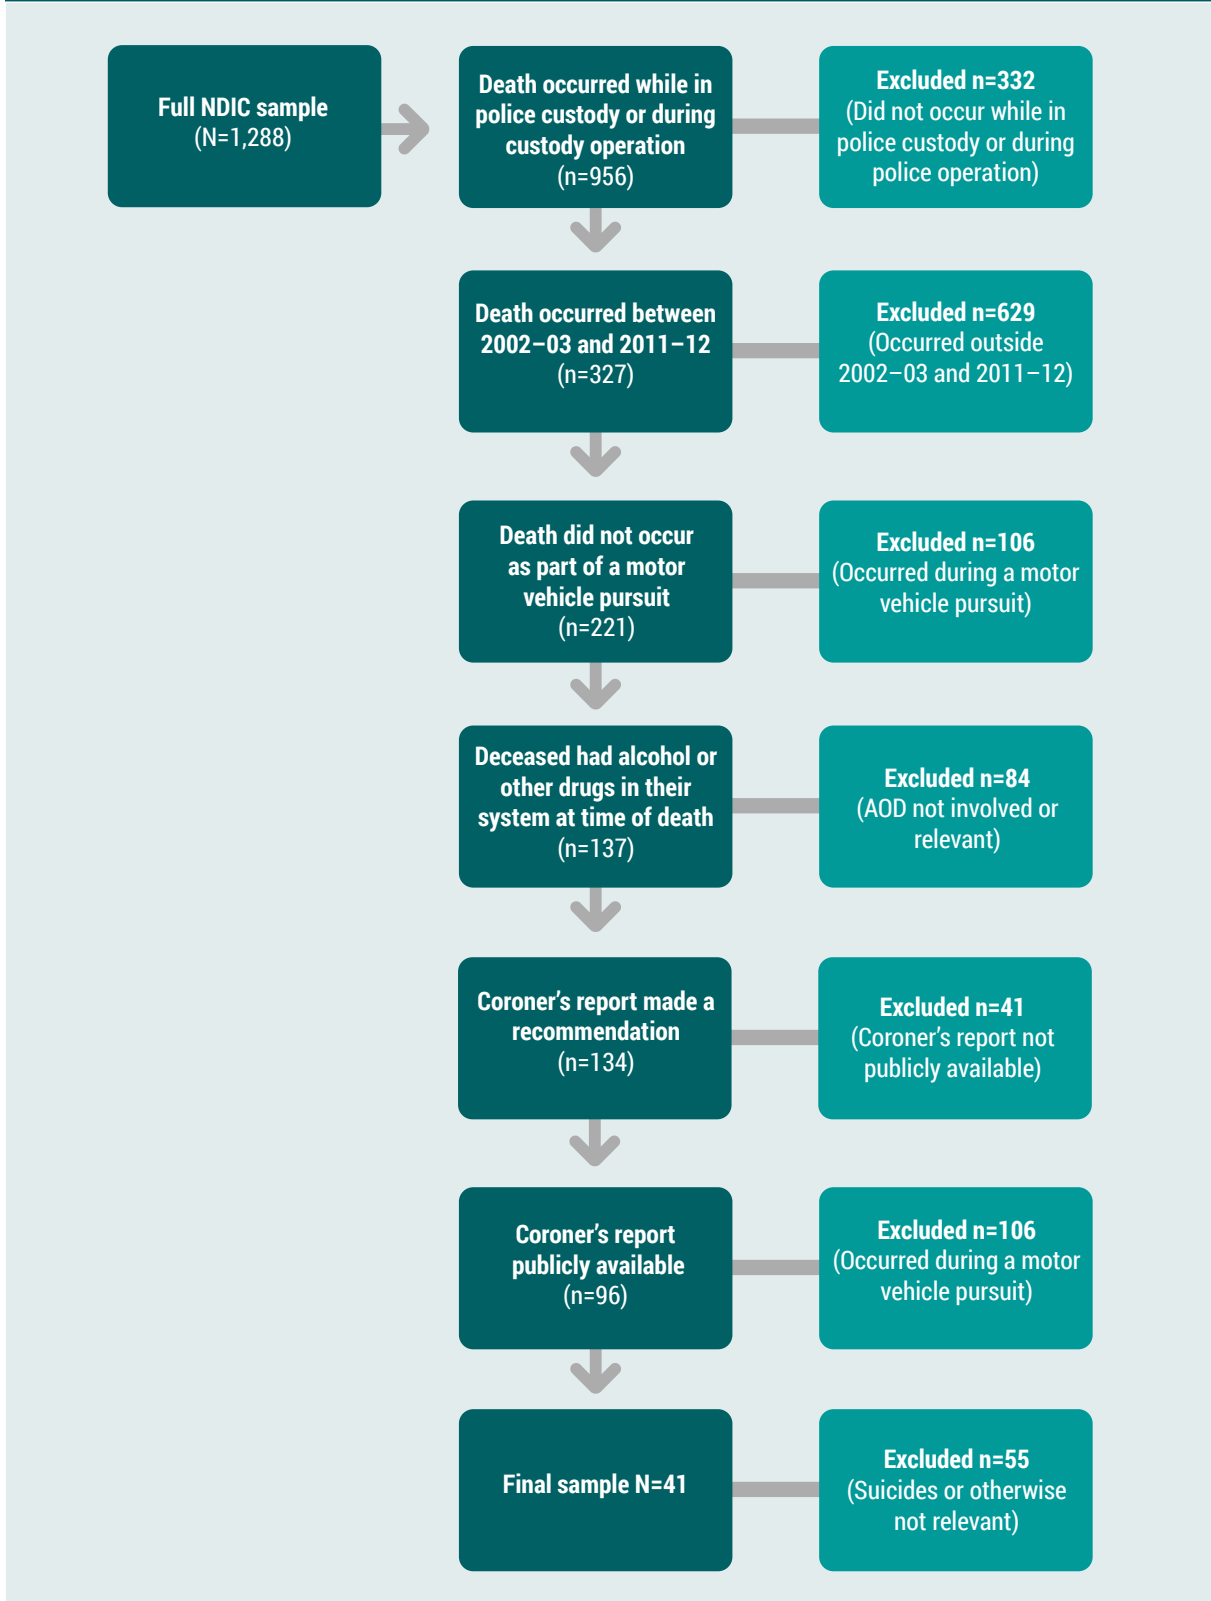 Full NDIC sample
(N=1,288)
Death occurred while in
police custody or during
custody operation
(n=956)
Excluded n=332
(Did not occur while in
police custody or during
police operation)
Death occurred between
2002–03 and 2011–12
(n=327)
Excluded n=629
(Occurred outside
2002–03 and 2011–12)
Death did not occur
as part of a motor
vehicle pursuit
(n=221)
Excluded n=106
(Occurred during a motor
vehicle pursuit)
Deceased had alcohol or
other drugs in their
system at time of death
(n=137)
Excluded n=84
(AOD not involved or
relevant)
Coroner’s report made a
recommendation
(n=134)
Excluded n=41
(Coroner’s report not
publicly available)
Coroner’s report
publicly available
(n=96)
Excluded n=106
(Occurred during a motor
vehicle pursuit)
Final sample N=41
Excluded n=55
(Suicides or otherwise
not relevant)